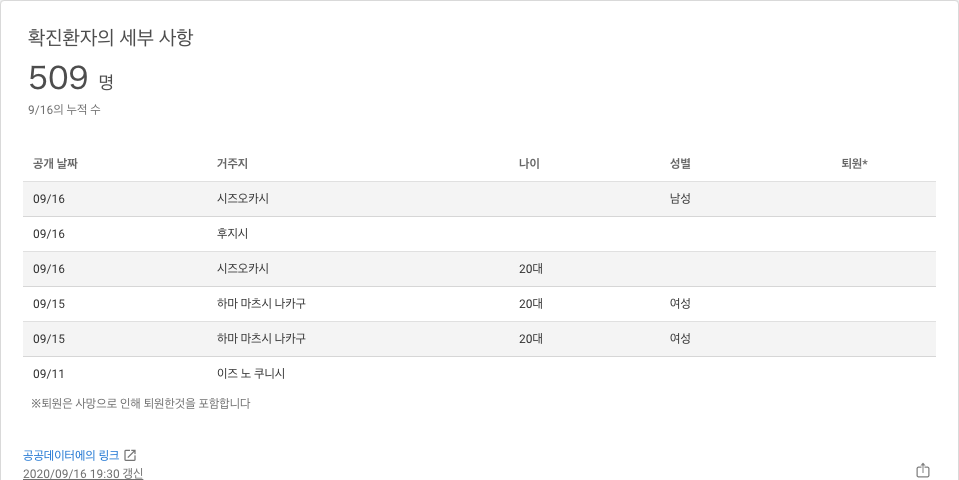 확진환자의 세부 사항
509 명
9/16의 누적 수
공개 날짜 거주지 나이 성별 퇴원*
09/16 시즈오카시 남성
09/16 후지시
09/16 시즈오카시 20대
09/15 하마 마츠시 나카구 20대 여성
09/15 하마 마츠시 나카구 20대 여성
09/11 이즈 노 쿠니시
※퇴원은 사망으로 인해 퇴원한것을 포함합니다
공공데이터에의 링크
2020/09/16 19:30 갱신